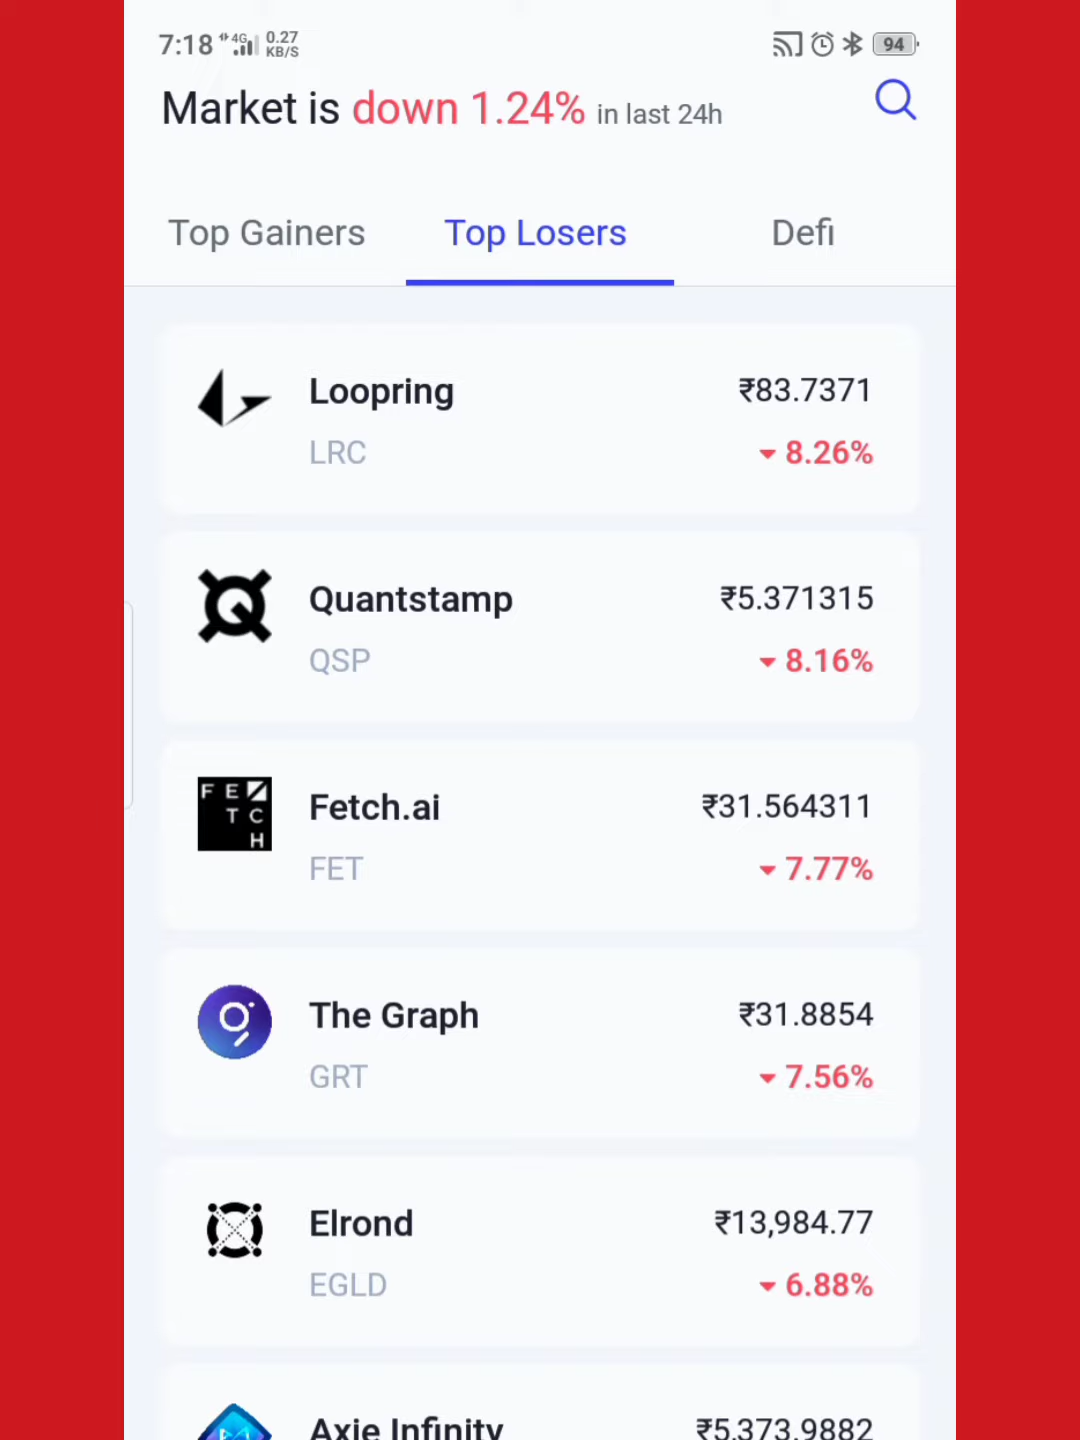 7:18 4G 0.27 KB/S 94
Market is down 1.24% in last 24h
Top Gainers Top Losers Defi
Loopring ₹83.7371
LRC 8.26%
Quantstamp ₹5.371315
QSP 8.16%
FETCH
Fetch.ai ₹31.564311
FET 7.77%
The Graph ₹31.8854
GRT 7.56%
Elrond ₹13,984.77
EGLD 6.88%
Axie Infinity ₹5,373.9882